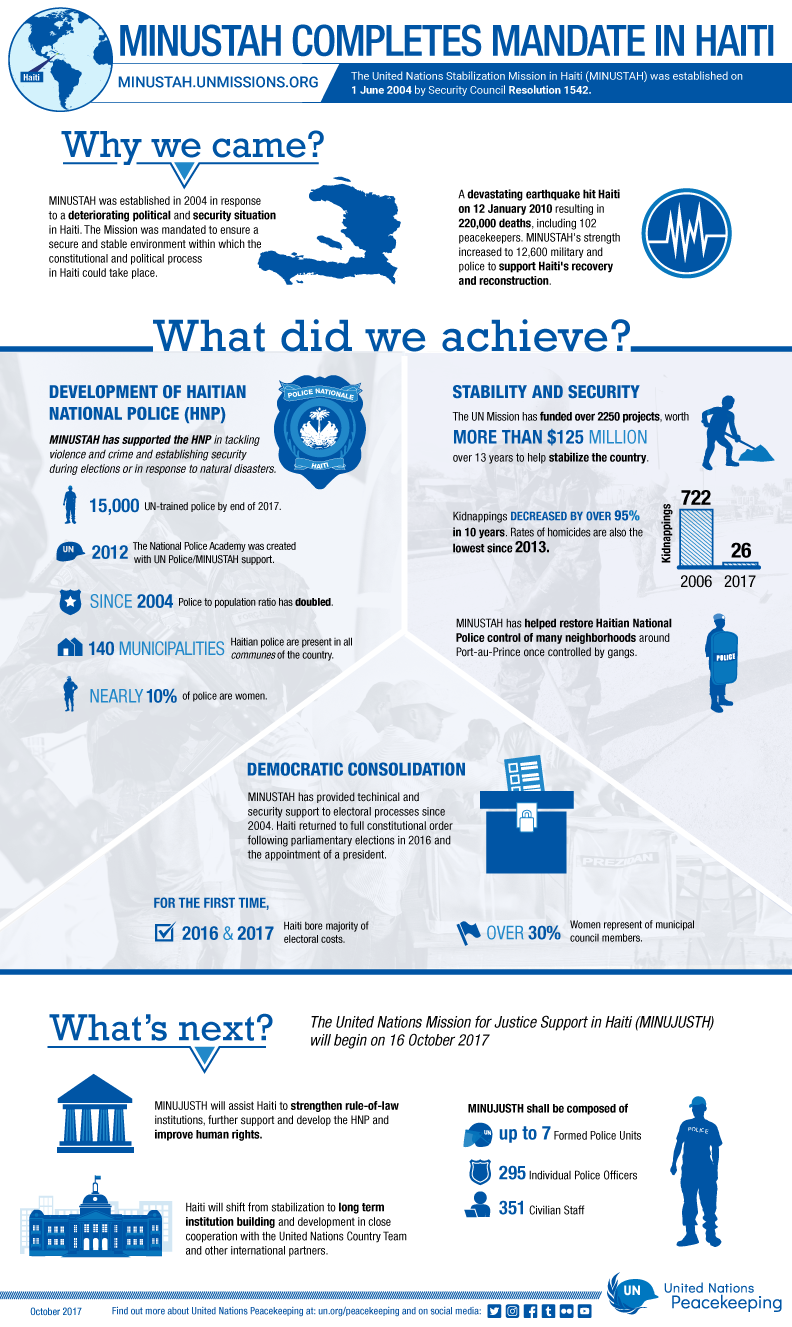 MINUSTAH COMPLETES MANDATE IN HAITI
Haiti
MINUSTAH.UNMISSIONS.ORG
The United Nations Stabilization Mission in Haiti (MINUSTAH) was established on
1 June 2004 by Security Council Resolution 1542.
Why we came?
MINUSTAH was established in 2004 in response
to a deteriorating political and security situation
in Haiti. The Mission was mandated to ensure a
secure and stable environment within which the
constitutional and political process
in Haiti could take place.
A devastating earthquake hit Haiti
on 12 January 2010 resulting in
220,000 deaths, including 102
peacekeepers. MINUSTAH's strength
increased to 12,600 military and
police to support Haiti's recovery
and reconstruction.
What did we achieve?
DEVELOPMENT OF HAITIAN
NATIONAL POLICE (HNP)
MINUSTAH has supported the HNP in tackling
violence and crime and establishing security
during elections or in response to natural disasters.
POLICE NATIONALE
HAITI
15,000 UN-trained police by end of 2017.
UN
2012 The National Police Academy was created
with UN Police/MINUSTAH support.
SINCE 2004 Police to population ratio has doubled.
140 MUNICIPALITIES Haitian police are present in all
communes of the country.
NEARLY 10% of police are women.
STABILITY AND SECURITY
The UN Mission has funded over 2250 projects, worth
MORE THAN $125 MILLION
over 13 years to help stabilize the country.
Kidnappings DECREASED BY OVER 95%
in 10 years. Rates of homicides are also the
lowest since 2013.
Kidnappings
722
26
2006 2017
MINUSTAH has helped restore Haitian National
Police control of many neighborhoods around
Port-au-Prince once controlled by gangs.
POLICE
DEMOCRATIC CONSOLIDATION
MINUSTAH has provided techinical and
security support to electoral processes since
2004. Haiti returned to full constitutional order
following parliamentary elections in 2016 and
the appointment of a president.
PREZIDAN
FOR THE FIRST TIME,
2016 & 2017 Haiti bore majority of
electoral costs.
OVER 30% Women represent of municipal
council members.
What's next?
The United Nations Mission for Justice Support in Haiti (MINUJUSTH)
will begin on 16 October 2017
MINUJUSTH will assist Haiti to strengthen rule-of-law
institutions, further support and develop the HNP and
improve human rights.
Haiti will shift from stabilization to long term
institution building and development in close
cooperation with the United Nations Country Team
and other international partners.
MINUJUSTH shall be composed of
UN
up to 7 Formed Police Units
295 Individual Police Officers
351 Civilian Staff
POLICE
October 2017
Find out more about United Nations Peacekeeping at: un.org/peacekeeping and on social media:
UN
United Nations
Peacekeeping